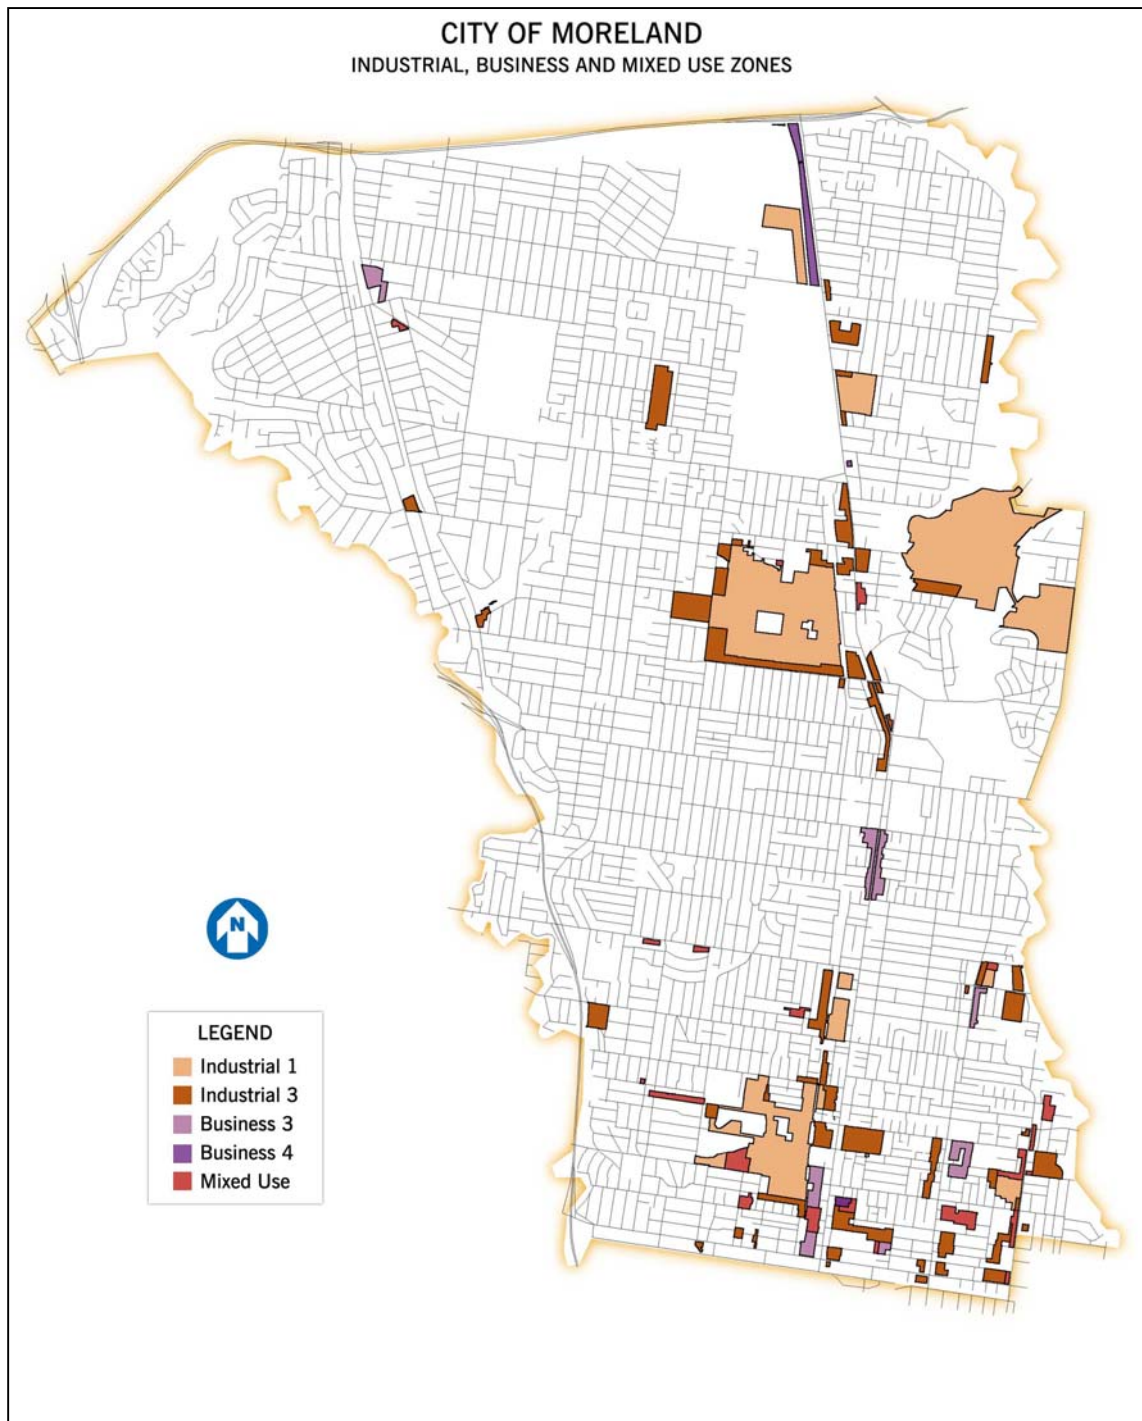 CITY OF MORELAND
INDUSTRIAL, BUSINESS AND MIXED USE ZONES
N
LEGEND
Industrial 1
Industrial 3
Business 3
Business 4
Mixed Use